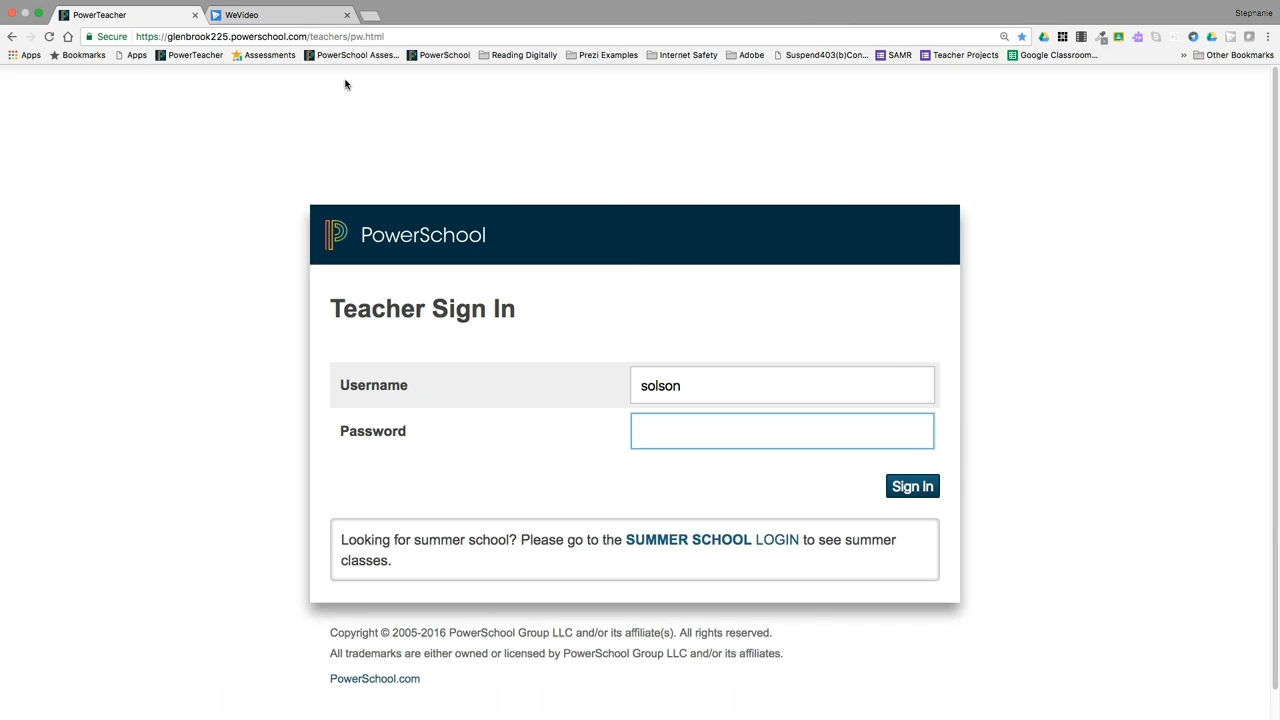 PowerTeacher
WeVideo
Stephanie
Secure
https://glenbrook225.powerschool.com/teachers/pw.html
Apps
Bookmarks
Apps
PowerTeacher
Assessments
PowerSchool Asses...
PowerSchool
Reading Digitally
Prezi Examples
Internet Safety
Adobe
Suspend403(b)Con...
SAMR
Teacher Projects
Google Classroom...
»
Other Bookmarks
PowerSchool
Teacher Sign In
Username
solson
Password
Sign In
Looking for summer school? Please go to the SUMMER SCHOOL LOGIN to see summer
classes.
Copyright © 2005-2016 PowerSchool Group LLC and/or its affiliate(s). All rights reserved.
All trademarks are either owned or licensed by PowerSchool Group LLC and/or its affiliates.
PowerSchool.com